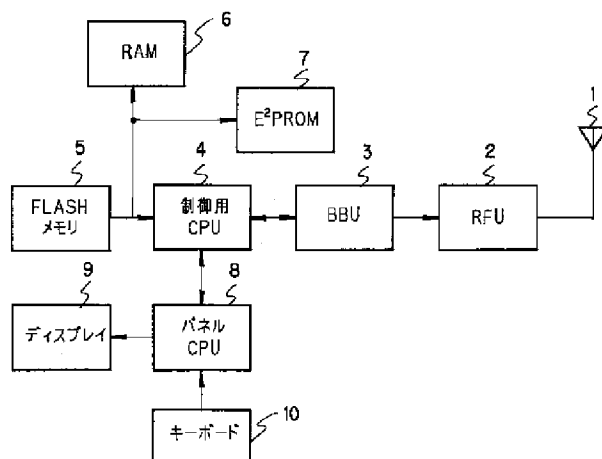 6
RAM
7
E²PROM
1
5
FLASH
メモリ
4
制御用
CPU
3
BBU
2
RFU
9
ディスプレイ
8
パネル
CPU
キーボード
10